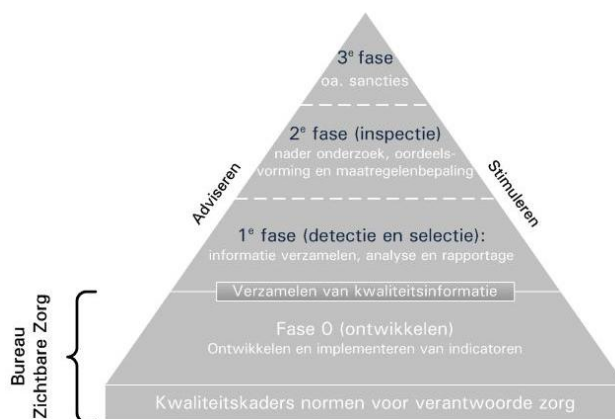 3e fase
oa. sancties
2e fase (inspectie)
nader onderzoek, oordeels-
vorming en maatregelenbepaling
Adviseren
Stimuleren
1e fase (detectie en selectie):
informatie verzamelen, analyse en rapportage
Verzamelen van kwaliteitsinformatie
Bureau
Zichtbare Zorg
Fase 0 (ontwikkelen)
Ontwikkelen en implementeren van indicatoren
Kwaliteitskaders normen voor verantwoorde zorg